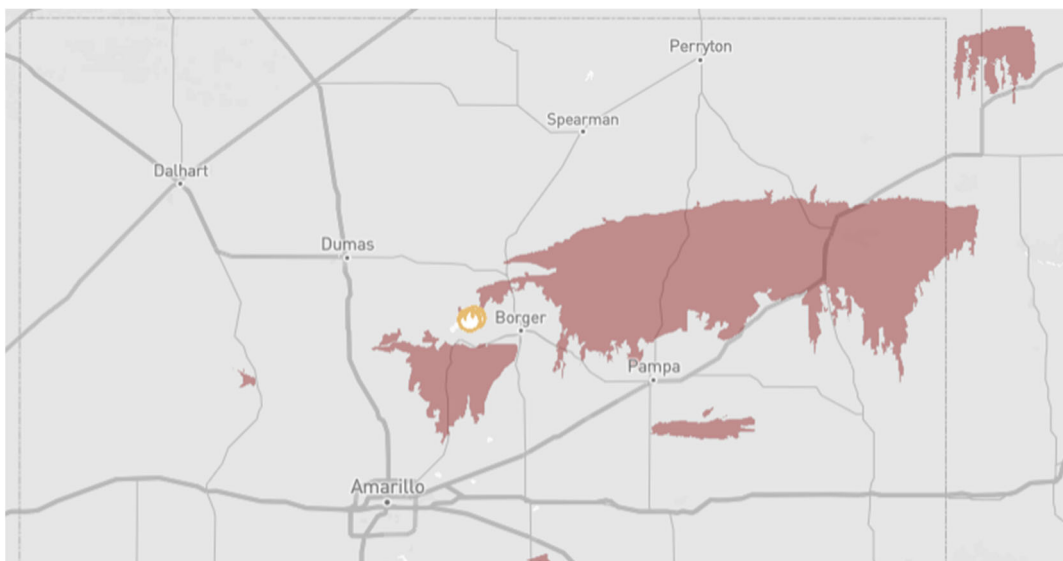 Perryton
Spearman
Dalhart
Dumas
Borger
Pampa
Amarillo